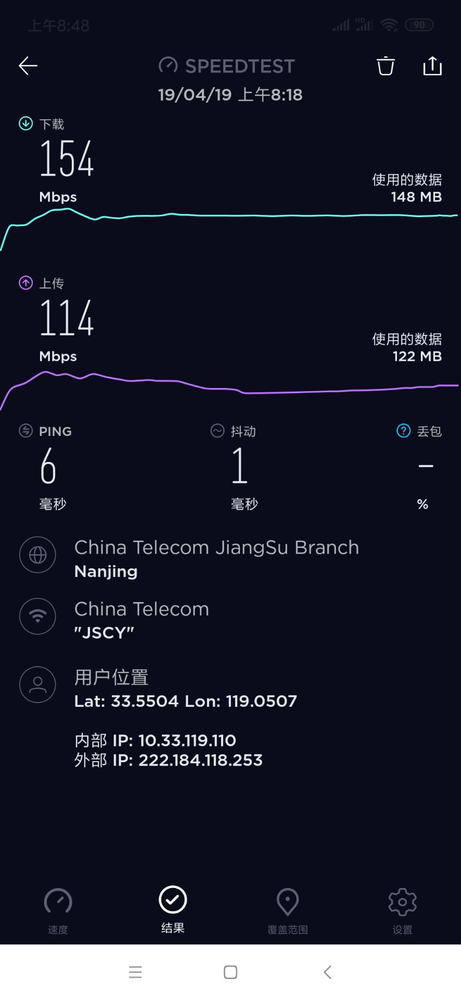 上午8:48
HD
90
SPEEDTEST
19/04/19 上午8:18
下载
154
Mbps
使用的数据
148 MB
上传
114
Mbps
使用的数据
122 MB
PING
抖动
丢包
6
1
–
毫秒
毫秒
%
China Telecom JiangSu Branch
Nanjing
China Telecom
"JSCY"
用户位置
Lat: 33.5504 Lon: 119.0507
内部 IP: 10.33.119.110
外部 IP: 222.184.118.253
速度
结果
覆盖范围
设置